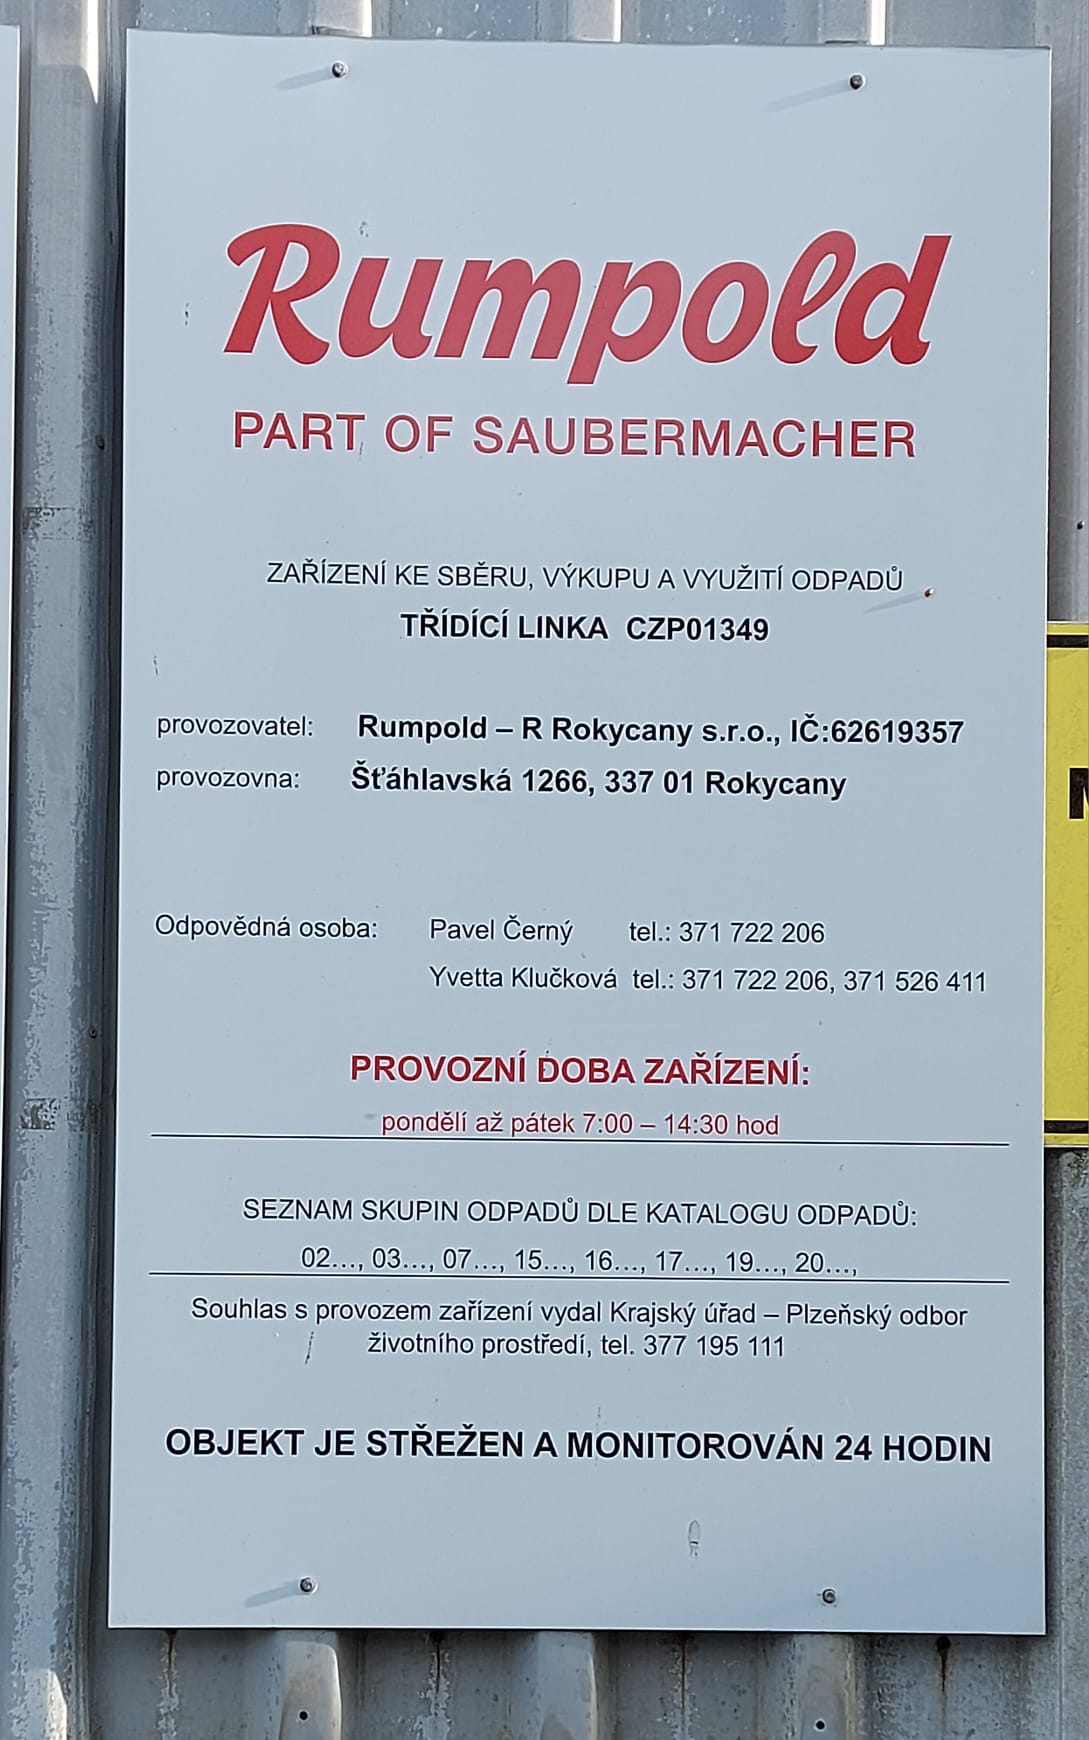 Rumpold
PART OF SAUBERMACHER
ZAŘÍZENÍ KE SBĚRU, VÝKUPU A VYUŽITÍ ODPADŮ
TŘÍDÍCÍ LINKA CZP01349
provozovatel: Rumpold – R Rokycany s.r.o., IČ:62619357
provozovna: Šťáhlavská 1266, 337 01 Rokycany
Odpovědná osoba: Pavel Černý tel.: 371 722 206
Yvetta Klučková tel.: 371 722 206, 371 526 411
PROVOZNÍ DOBA ZAŘÍZENÍ:
pondělí až pátek 7:00 – 14:30 hod
SEZNAM SKUPIN ODPADŮ DLE KATALOGU ODPADŮ:
02..., 03..., 07..., 15..., 16..., 17..., 19..., 20...,
Souhlas s provozem zařízení vydal Krajský úřad – Plzeňský odbor
životního prostředí, tel. 377 195 111
OBJEKT JE STŘEŽEN A MONITOROVÁN 24 HODIN